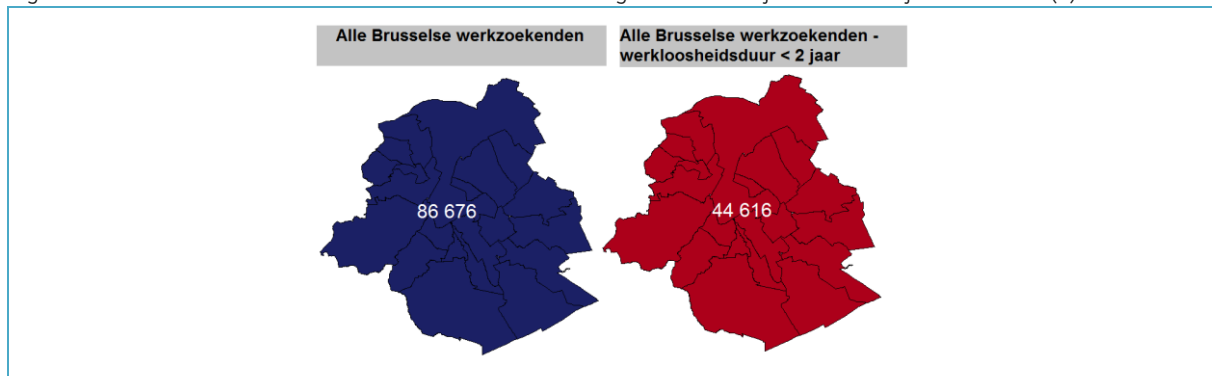 Alle Brusselse werkzoekenden
Alle Brusselse werkzoekenden -
werkloosheidsduur < 2 jaar
86 676
44 616